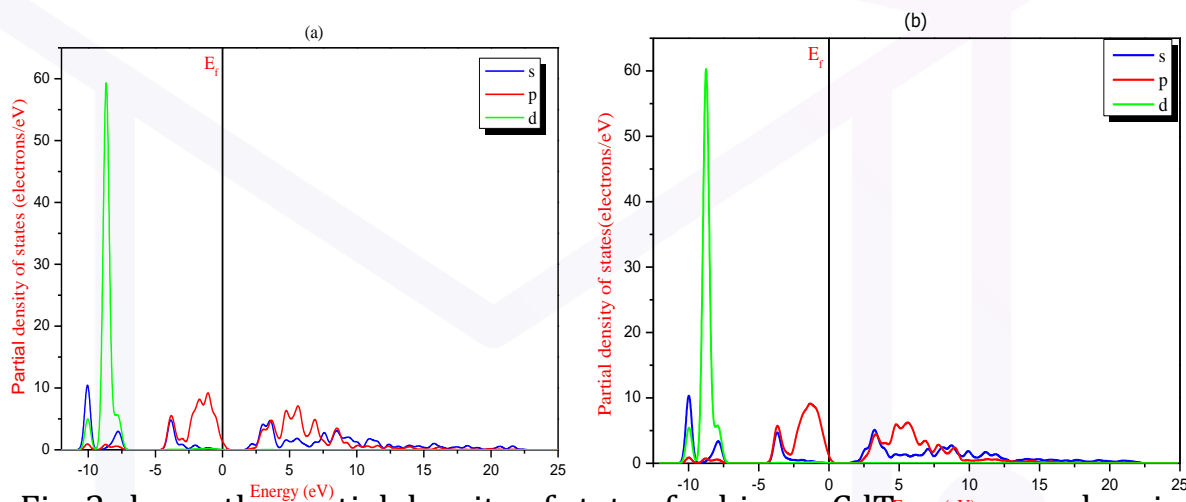 (a)
E_f
s
p
d
Partial density of states (electrons/eV)
60
50
40
30
20
10
0
-10 -5 0 5 10 15 20 25
Energy (eV)
(b)
E_f
s
p
d
Partial density of states(electrons/eV)
60
50
40
30
20
10
0
-10 -5 0 5 10 15 20 25